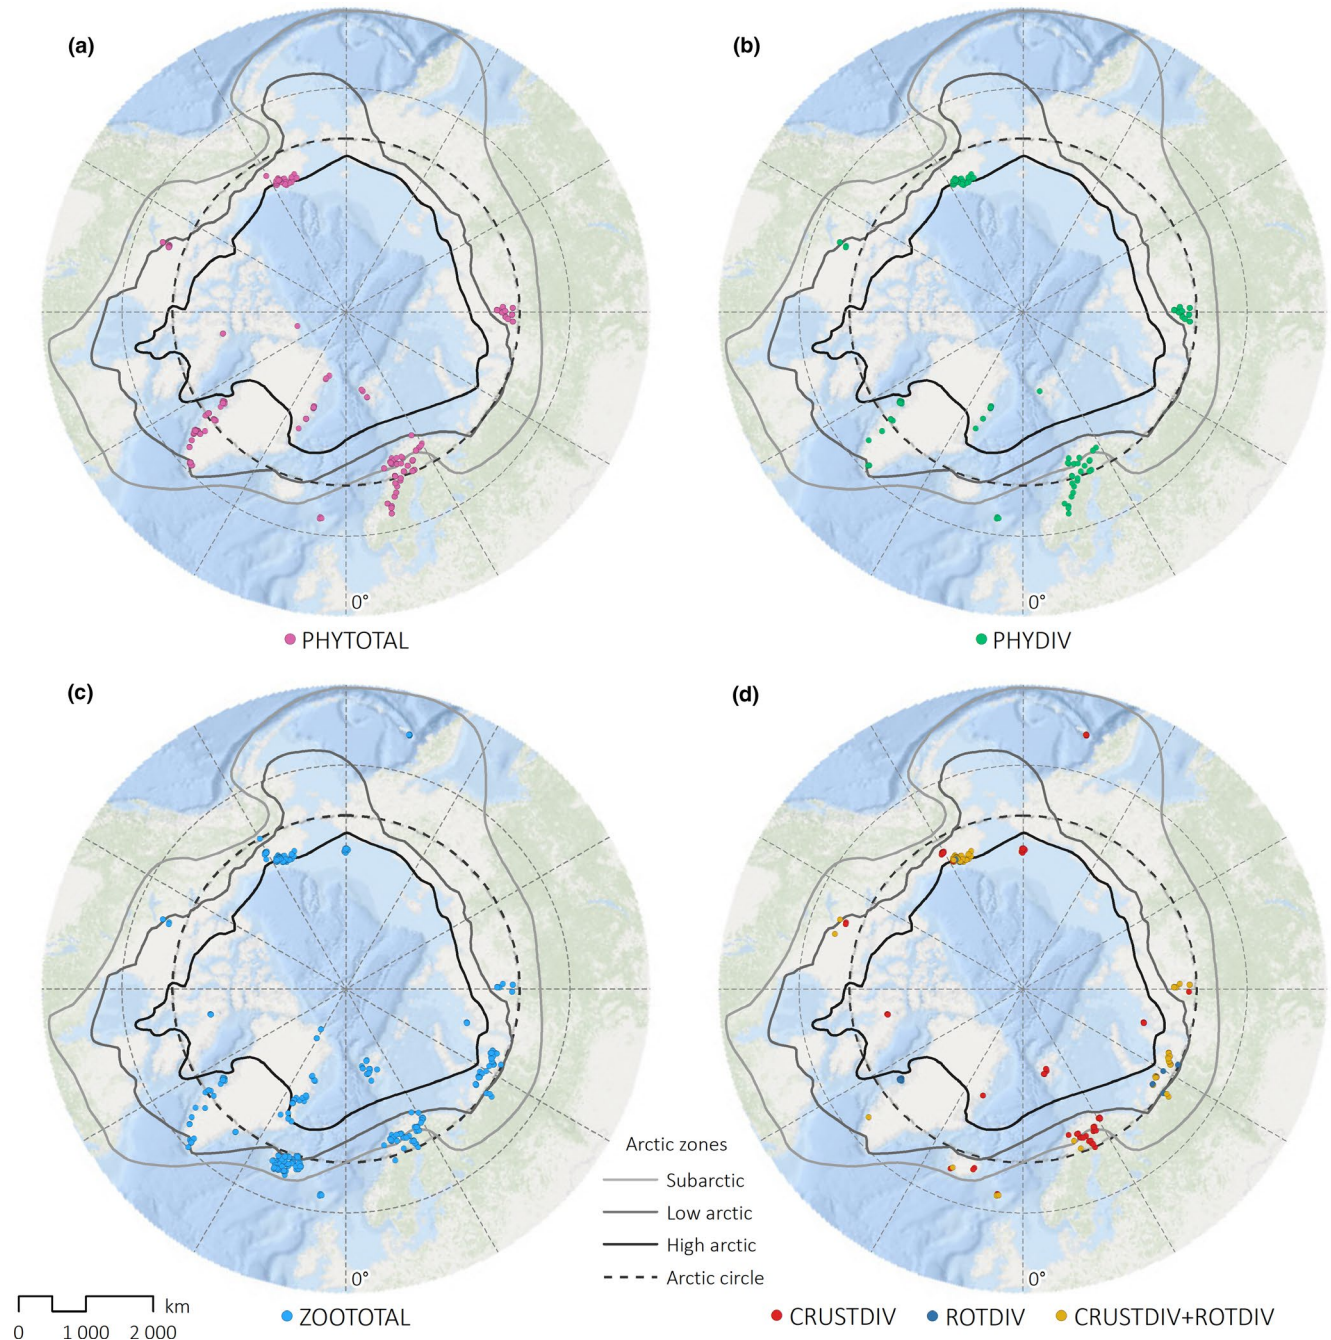 (a)
(b)
0°
0°
PHYTOTAL
PHYDIV
(c)
(d)
Arctic zones
Subarctic
Low arctic
High arctic
Arctic circle
0°
0°
km
0 1 000 2 000
ZOOTOTAL
CRUSTDIV ROTDIV CRUSTDIV+ROTDIV